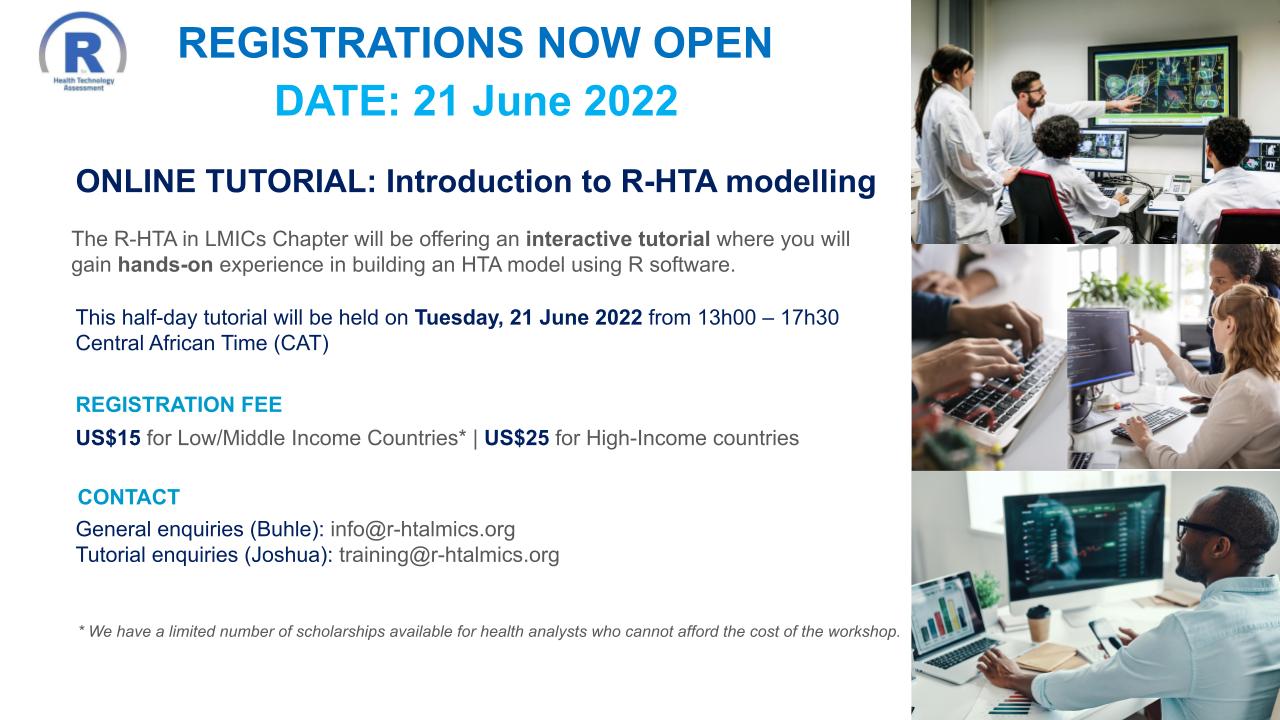 R
Health Technology
Assessment
REGISTRATIONS NOW OPEN
DATE: 21 June 2022
ONLINE TUTORIAL: Introduction to R-HTA modelling
The R-HTA in LMICs Chapter will be offering an interactive tutorial where you will
gain hands-on experience in building an HTA model using R software.
This half-day tutorial will be held on Tuesday, 21 June 2022 from 13h00 – 17h30
Central African Time (CAT)
REGISTRATION FEE
US$15 for Low/Middle Income Countries* | US$25 for High-Income countries
CONTACT
General enquiries (Buhle): info@r-htalmics.org
Tutorial enquiries (Joshua): training@r-htalmics.org
* We have a limited number of scholarships available for health analysts who cannot afford the cost of the workshop.